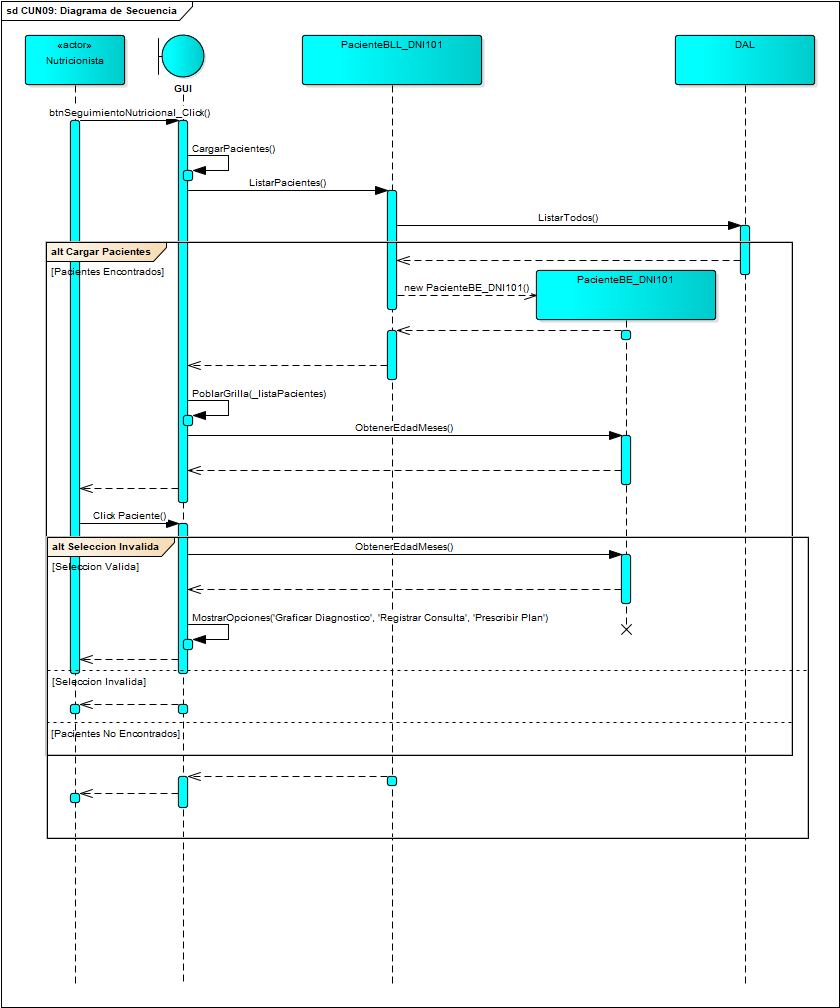 sd CUN09: Diagrama de Secuencia
«actor»
Nutricionista
GUI
PacienteBLL_DNI101
DAL
btnSeguimientoNutricional_Click()
CargarPacientes()
ListarPacientes()
ListarTodos()
alt Cargar Pacientes
[Pacientes Encontrados]
PacienteBE_DNI101
new PacienteBE_DNI101()
PoblarGrilla(_listaPacientes)
ObtenerEdadMeses()
Click Paciente()
alt Seleccion Invalida
ObtenerEdadMeses()
[Seleccion Valida]
MostrarOpciones('Graficar Diagnostico', 'Registrar Consulta', 'Prescribir Plan')
[Seleccion Invalida]
[Pacientes No Encontrados]